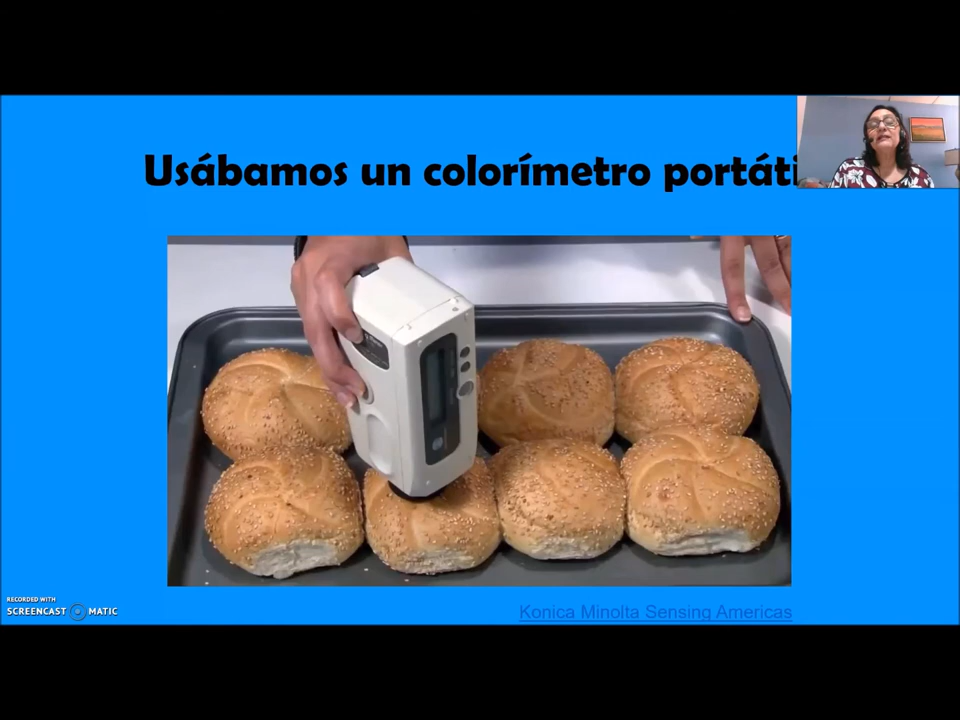 Usábamos un colorímetro portáti
RECORDED WITH
SCREENCAST MATIC
Konica Minolta Sensing Americas